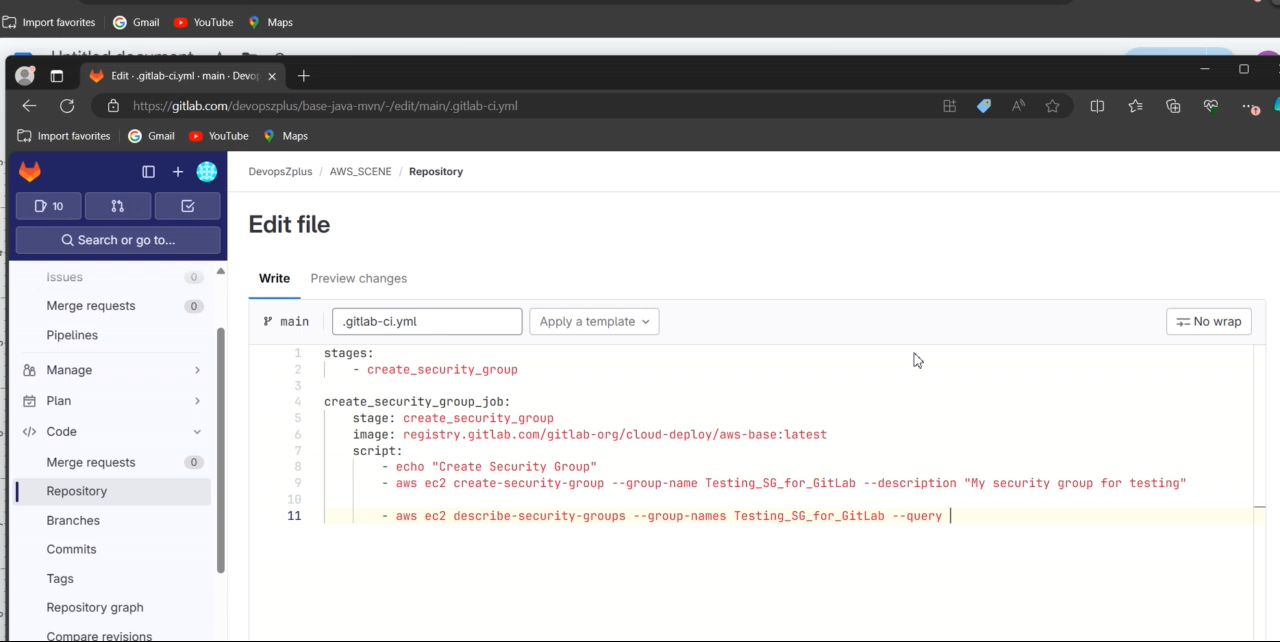 Import favorites Gmail YouTube Maps
Untitled document
Edit · .gitlab-ci.yml · main · Devop
https://gitlab.com/devopszplus/base-java-mvn/-/edit/main/.gitlab-ci.yml
Import favorites Gmail YouTube Maps
DevopsZplus / AWS_SCENE / Repository
10
Search or go to...
Issues 0
Merge requests 0
Pipelines
Manage
Plan
Code
Merge requests 0
Repository
Branches
Commits
Tags
Repository graph
Compare revisions
Edit file
Write Preview changes
main .gitlab-ci.yml Apply a template No wrap
1 stages:
2 - create_security_group
3
4 create_security_group_job:
5 stage: create_security_group
6 image: registry.gitlab.com/gitlab-org/cloud-deploy/aws-base:latest
7 script:
8 - echo "Create Security Group"
9 - aws ec2 create-security-group --group-name Testing_SG_for_GitLab --description "My security group for testing"
10
11 - aws ec2 describe-security-groups --group-names Testing_SG_for_GitLab --query